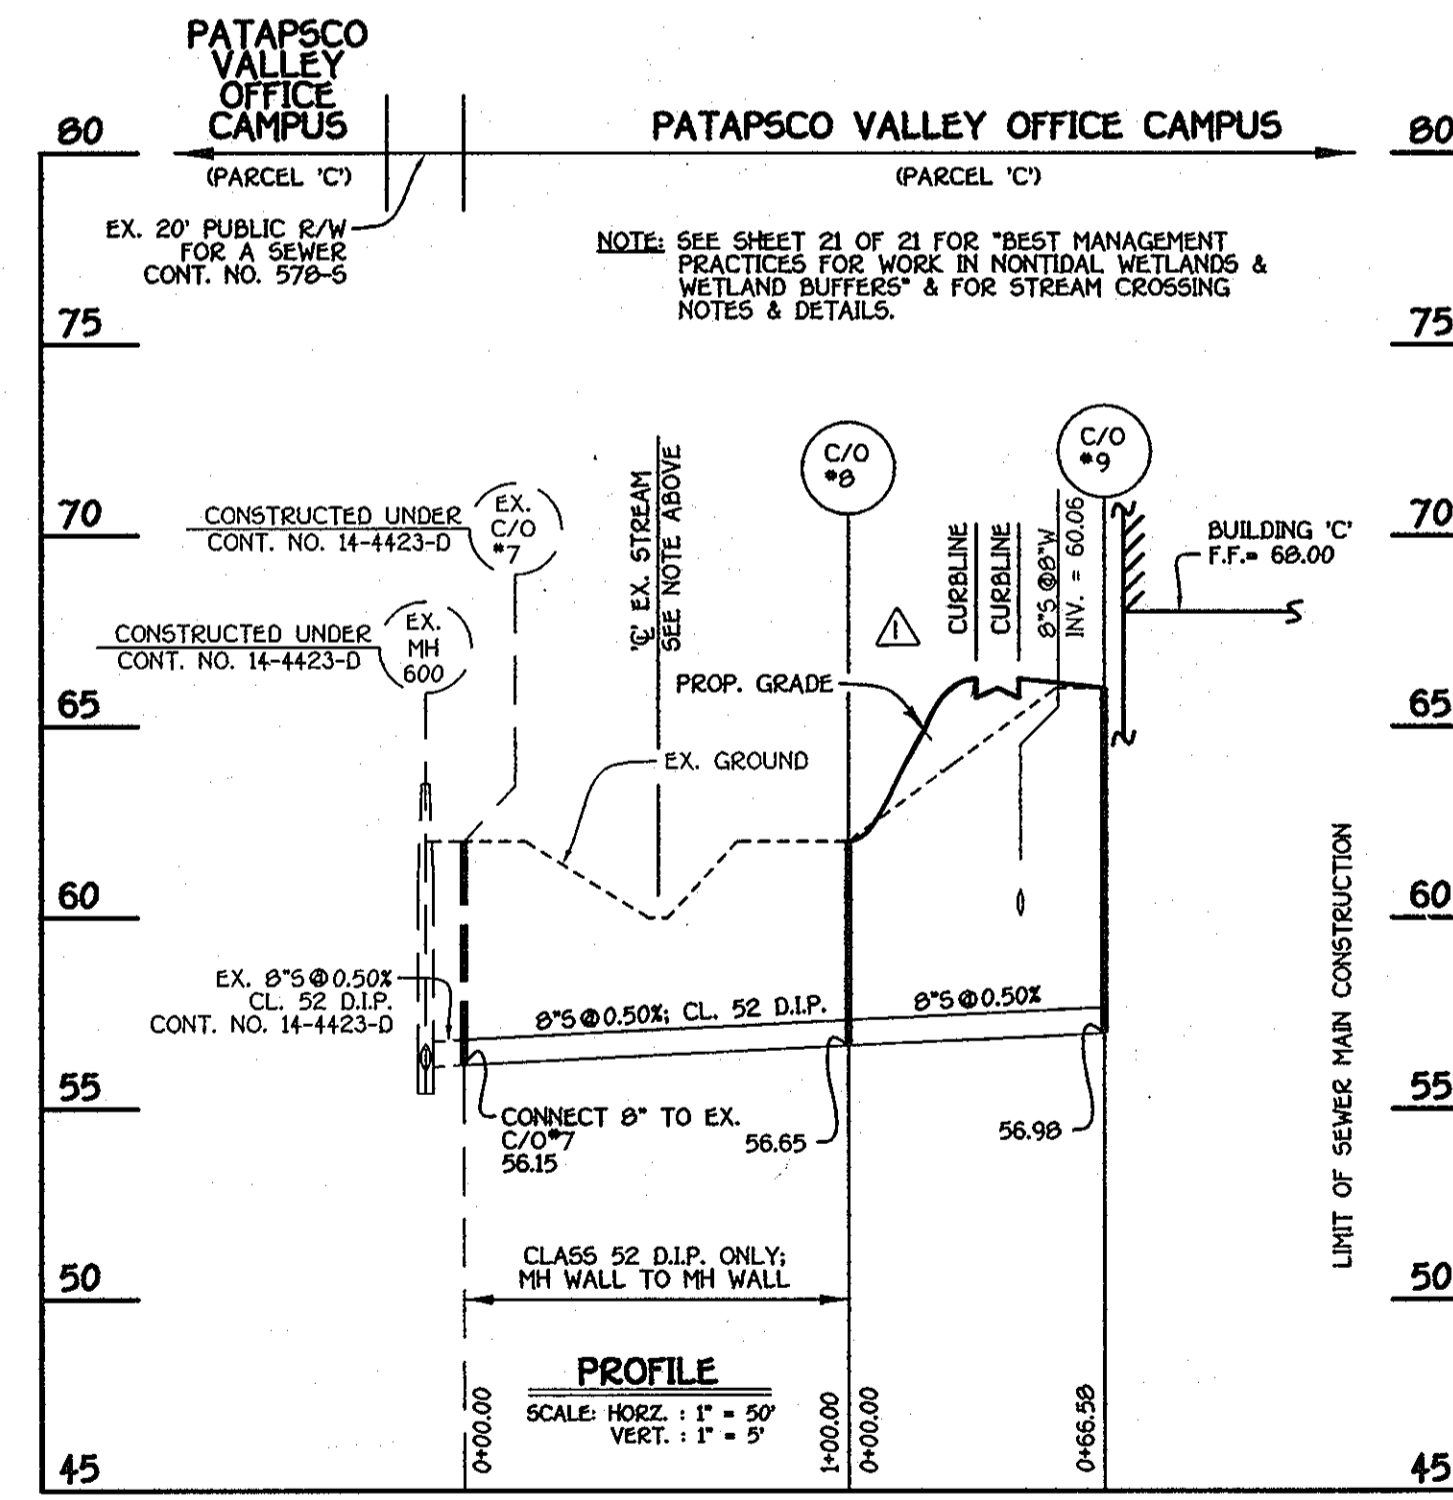 PATAPSCO
VALLEY
OFFICE
CAMPUS
(PARCEL 'C')
PATAPSCO VALLEY OFFICE CAMPUS
(PARCEL 'C')
80
80
EX. 20' PUBLIC R/W
FOR A SEWER
CONT. NO. 578-S
NOTE: SEE SHEET 21 OF 21 FOR "BEST MANAGEMENT
PRACTICES FOR WORK IN NONTIDAL WETLANDS &
WETLAND BUFFERS" & FOR STREAM CROSSING
NOTES & DETAILS.
75
75
C/O
#8
C/O
#9
70
70
CONSTRUCTED UNDER
CONT. NO. 14-4423-D
EX.
C/O
#7
'℄' EX. STREAM
SEE NOTE ABOVE
CURBLINE
CURBLINE
8"S @ 8"W
INV. = 60.06
BUILDING 'C'
F.F.= 68.00
CONSTRUCTED UNDER
CONT. NO. 14-4423-D
EX.
MH
600
1
PROP. GRADE
65
65
EX. GROUND
60
60
LIMIT OF SEWER MAIN CONSTRUCTION
EX. 8"S @ 0.50%
CL. 52 D.I.P.
CONT. NO. 14-4423-D
8"S @ 0.50%; CL. 52 D.I.P.
8"S @ 0.50%
55
55
CONNECT 8" TO EX.
C/O#7
56.15
56.65
56.98
CLASS 52 D.I.P. ONLY;
MH WALL TO MH WALL
50
50
PROFILE
SCALE: HORZ. : 1" = 50'
VERT. : 1" = 5'
0+00.00
1+00.00
0+00.00
0+66.58
45
45